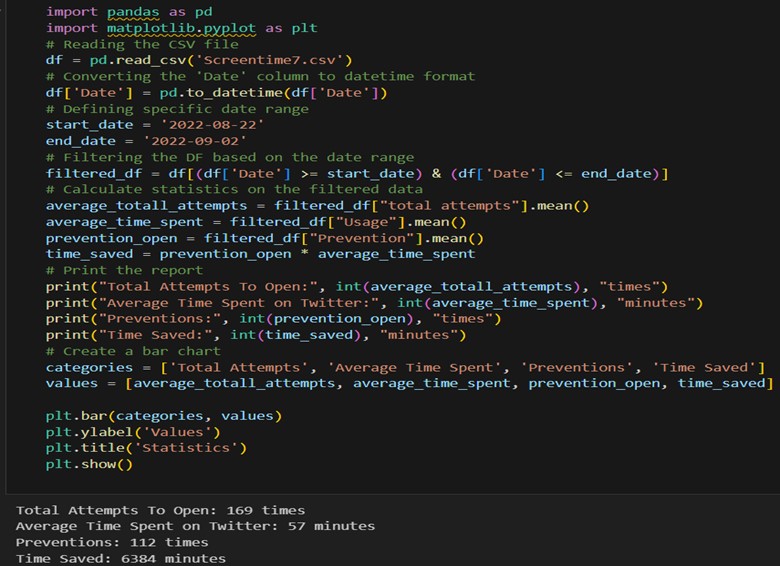 import pandas as pd
import matplotlib.pyplot as plt
# Reading the CSV file
df = pd.read_csv('Screentime7.csv')
# Converting the 'Date' column to datetime format
df['Date'] = pd.to_datetime(df['Date'])
# Defining specific date range
start_date = '2022-08-22'
end_date = '2022-09-02'
# Filtering the DF based on the date range
filtered_df = df[(df['Date'] >= start_date) & (df['Date'] <= end_date)]
# Calculate statistics on the filtered data
average_totall_attempts = filtered_df["total attempts"].mean()
average_time_spent = filtered_df["Usage"].mean()
prevention_open = filtered_df["Prevention"].mean()
time_saved = prevention_open * average_time_spent
# Print the report
print("Total Attempts To Open:", int(average_totall_attempts), "times")
print("Average Time Spent on Twitter:", int(average_time_spent), "minutes")
print("Preventions:", int(prevention_open), "times")
print("Time Saved:", int(time_saved), "minutes")
# Create a bar chart
categories = ['Total Attempts', 'Average Time Spent', 'Preventions', 'Time Saved']
values = [average_totall_attempts, average_time_spent, prevention_open, time_saved]
plt.bar(categories, values)
plt.ylabel('Values')
plt.title('Statistics')
plt.show()
Total Attempts To Open: 169 times
Average Time Spent on Twitter: 57 minutes
Preventions: 112 times
Time Saved: 6384 minutes